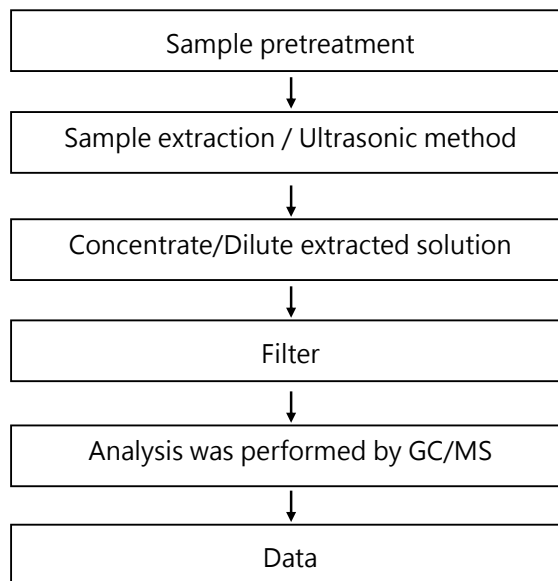 Sample pretreatment
Sample extraction / Ultrasonic method
Concentrate/Dilute extracted solution
Filter
Analysis was performed by GC/MS
Data